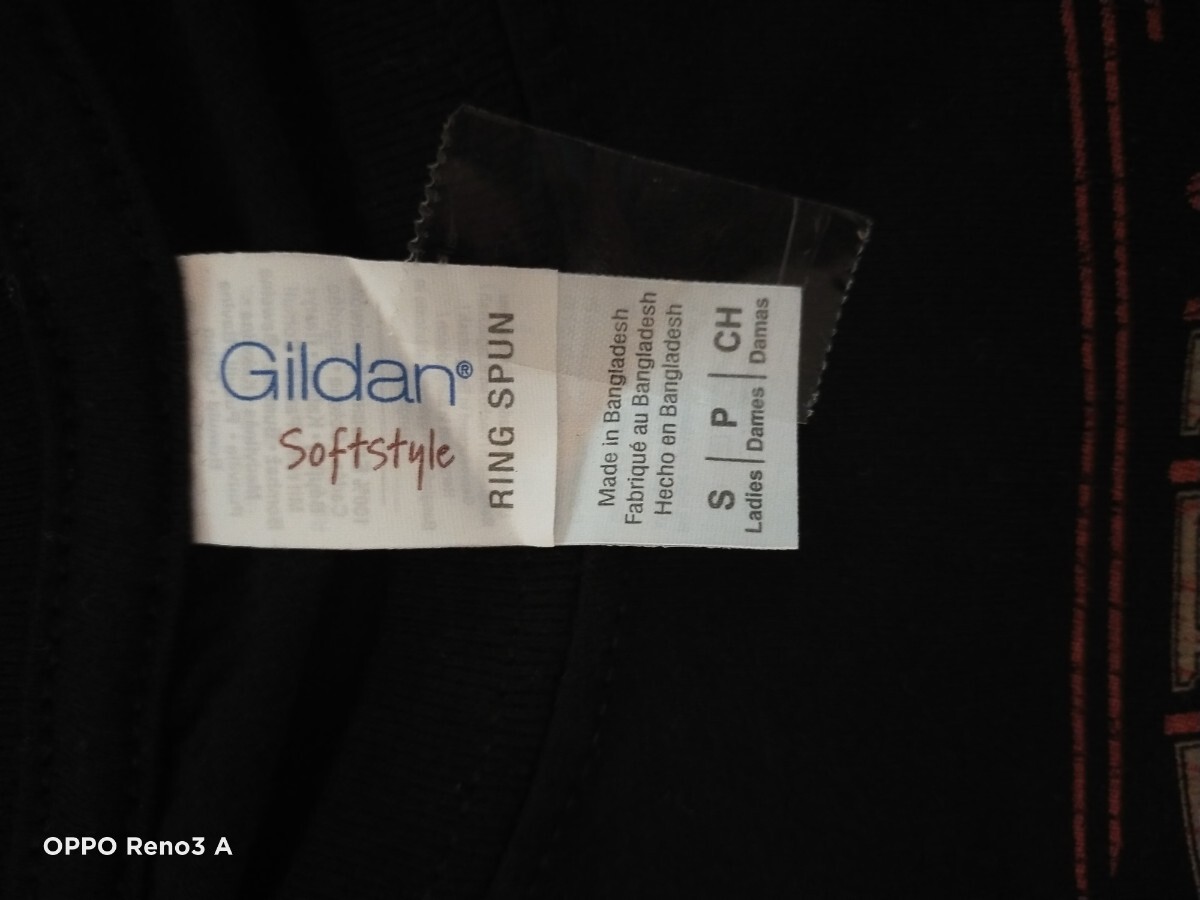 Gildan®
Softstyle
RING SPUN
Made in Bangladesh
Fabriqué au Bangladesh
Hecho en Bangladesh
S | P | CH
Ladies | Dames | Damas
OPPO Reno3 A